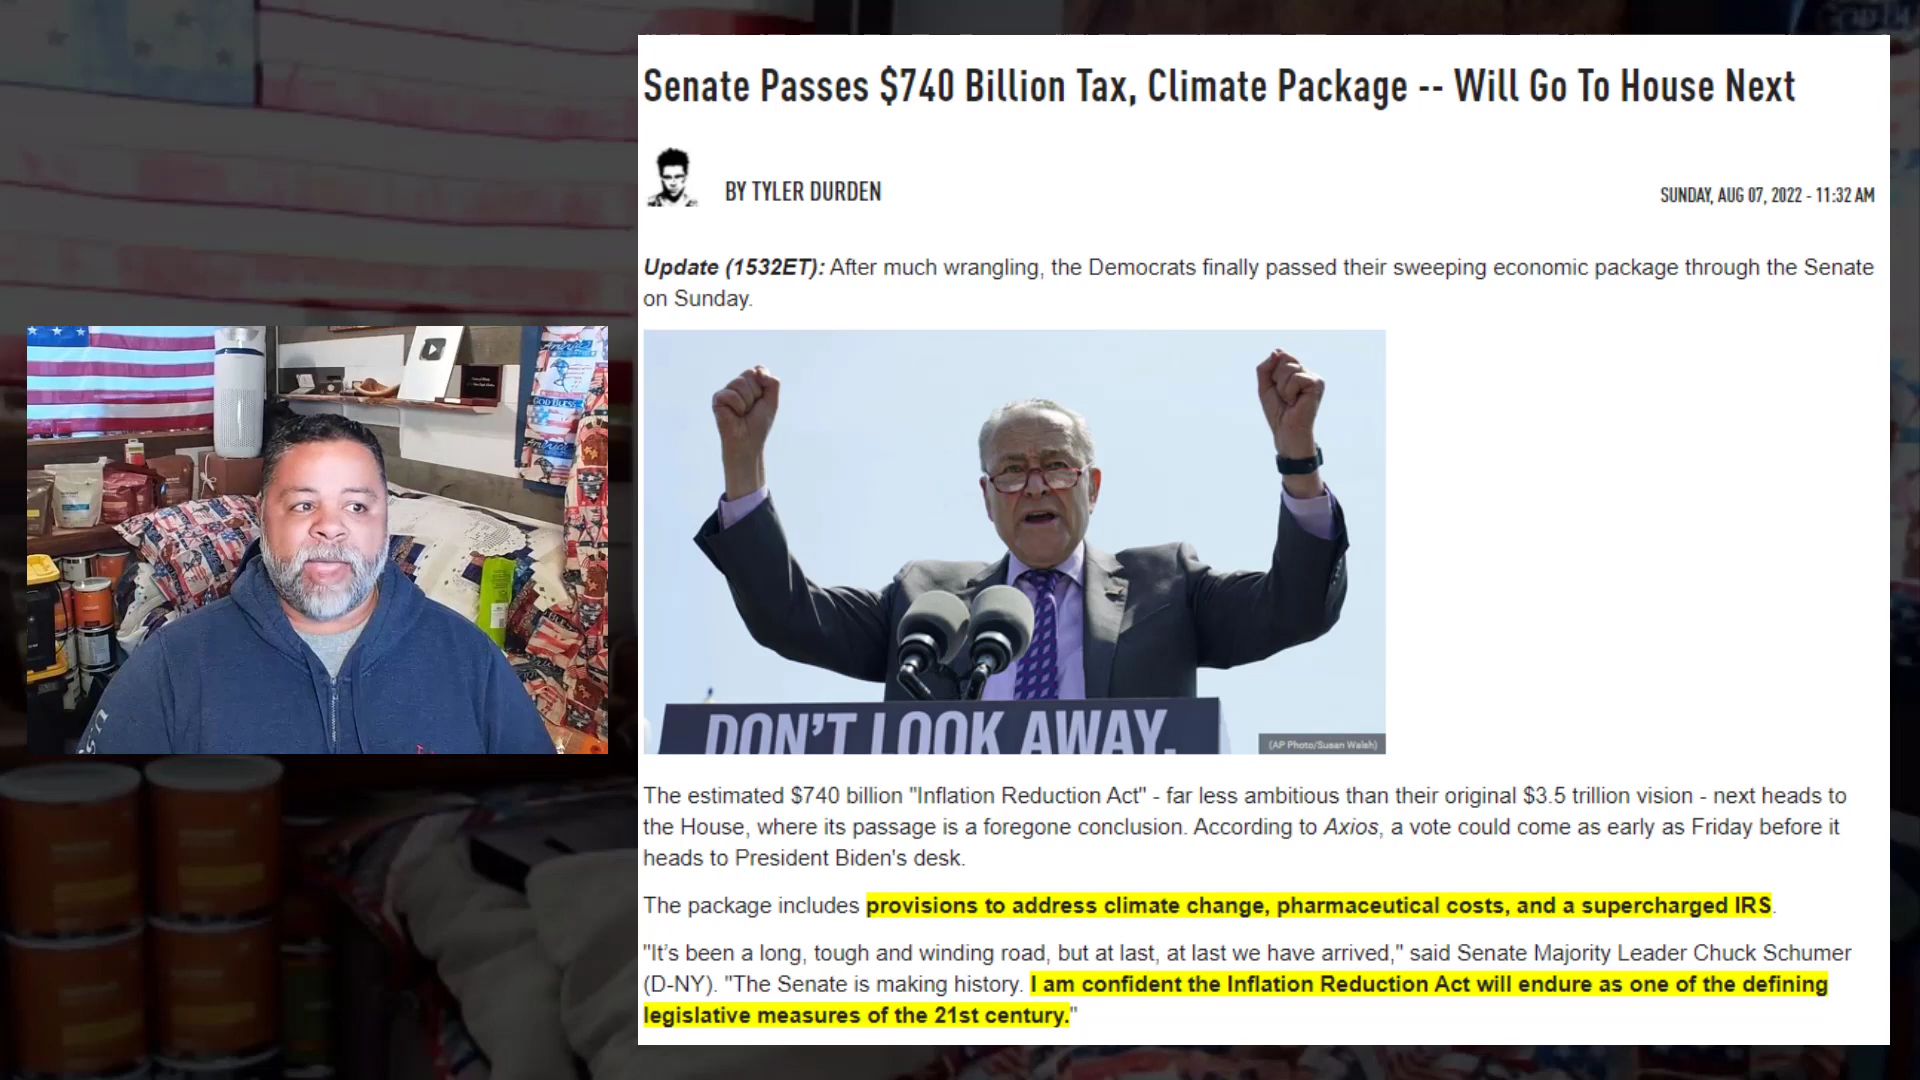 Senate Passes $740 Billion Tax, Climate Package -- Will Go To House Next
BY TYLER DURDEN
SUNDAY, AUG 07, 2022 - 11:32 AM
Update (1532ET): After much wrangling, the Democrats finally passed their sweeping economic package through the Senate
on Sunday.
DON'T LOOK AWAY.
(AP Photo/Susan Walsh)
The estimated $740 billion "Inflation Reduction Act" - far less ambitious than their original $3.5 trillion vision - next heads to
the House, where its passage is a foregone conclusion. According to Axios, a vote could come as early as Friday before it
heads to President Biden's desk.
The package includes provisions to address climate change, pharmaceutical costs, and a supercharged IRS.
"It’s been a long, tough and winding road, but at last, at last we have arrived," said Senate Majority Leader Chuck Schumer
(D-NY). "The Senate is making history. I am confident the Inflation Reduction Act will endure as one of the defining
legislative measures of the 21st century."
GOD BLESS